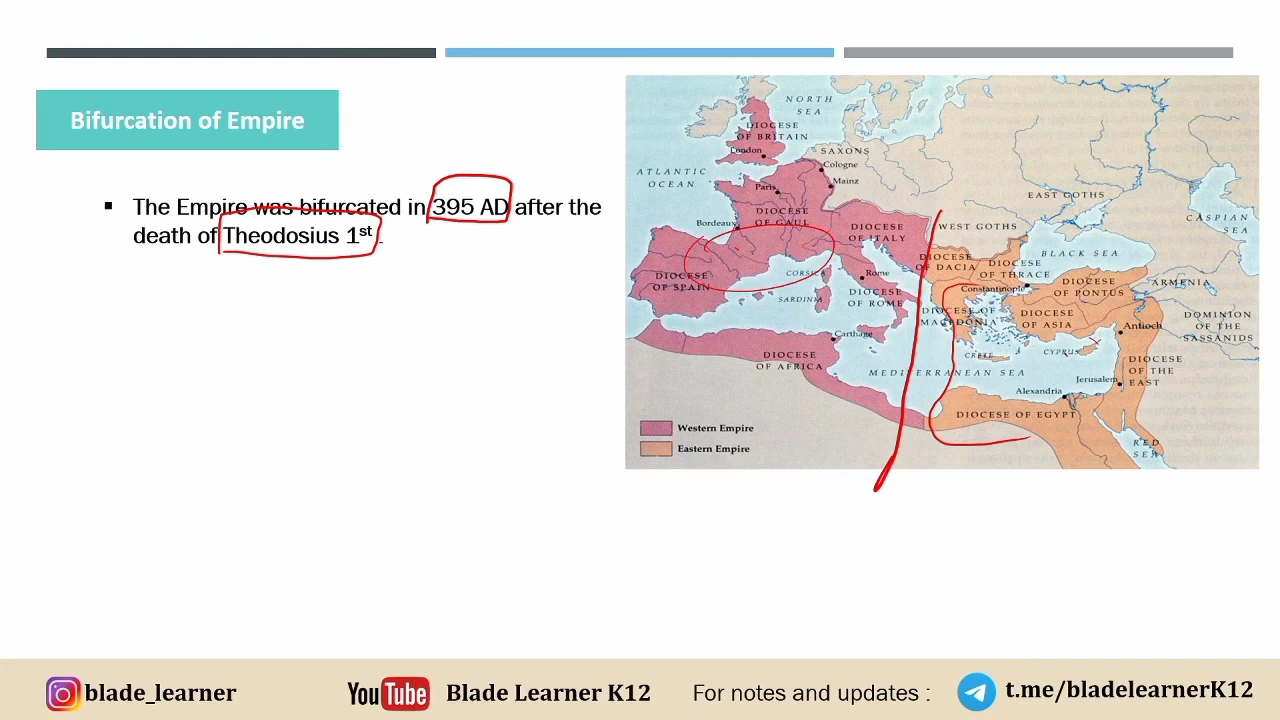 Bifurcation of Empire
▪ The Empire was bifurcated in 395 AD after the
death of Theodosius 1st.
NORTH
SEA
DIOCESE
OF BRITAIN
London
SAXONS
Cologne
ATLANTIC
OCEAN
Paris
Mainz
EAST GOTHS
DIOCESE
OF GAUL
Bordeaux
CASPIAN
SEA
WEST GOTHS
DIOCESE
OF ITALY
BLACK SEA
DIOCESE
OF DACIA
DIOCESE
OF THRACE
CORSICA
Rome
DIOCESE
OF SPAIN
Constantinople
DIOCESE
OF PONTUS
ARMENIA
SARDINIA
DIOCESE
OF ROME
DIOCESE OF
MACEDONIA
DIOCESE
OF ASIA
Antioch
DOMINION
OF THE
SASSANIDS
Carthage
DIOCESE
OF AFRICA
CRETE
CYPRUS
DIOCESE
OF THE
EAST
MEDITERRANEAN SEA
Jerusalem
Alexandria
DIOCESE OF EGYPT
RED
SEA
Western Empire
Eastern Empire
blade_learner
YouTube Blade Learner K12
For notes and updates :
t.me/bladelearnerK12